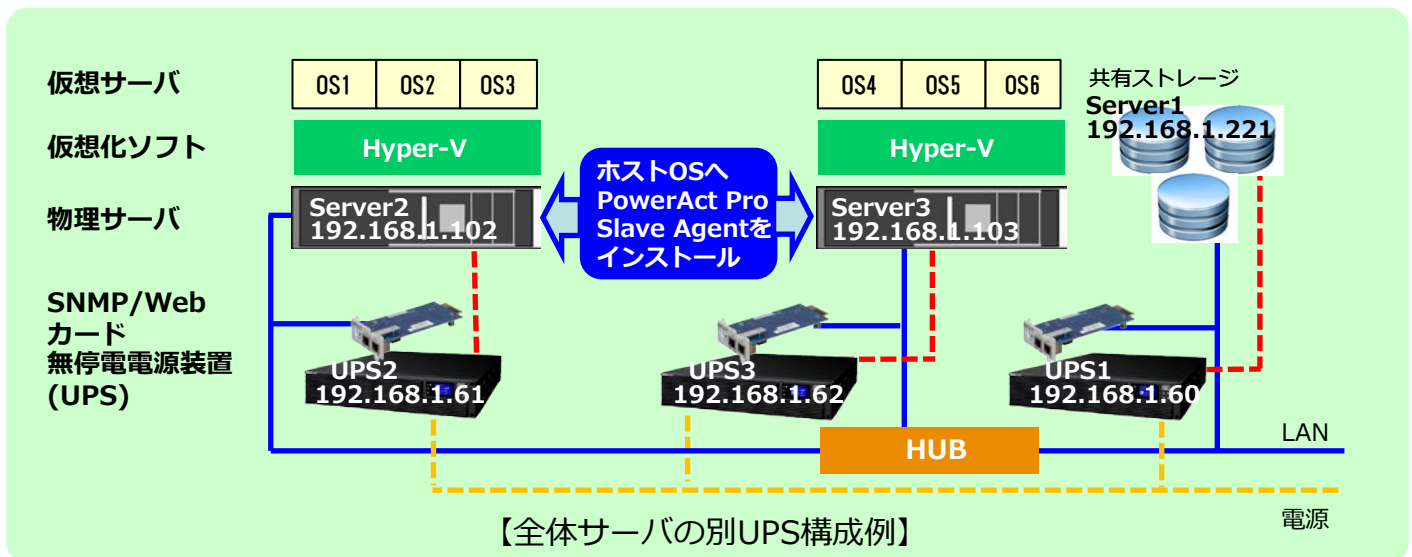 仮想サーバ
OS1 OS2 OS3
OS4 OS5 OS6
共有ストレージ
Server1
192.168.1.221
仮想化ソフト
Hyper-V
Hyper-V
ホストOSへ
PowerAct Pro
Slave Agentを
インストール
物理サーバ
Server2
192.168.1.102
Server3
192.168.1.103
SNMP/Web
カード
無停電電源装置
(UPS)
UPS2
192.168.1.61
UPS3
192.168.1.62
UPS1
192.168.1.60
HUB
LAN
電源
【全体サーバの別UPS構成例】